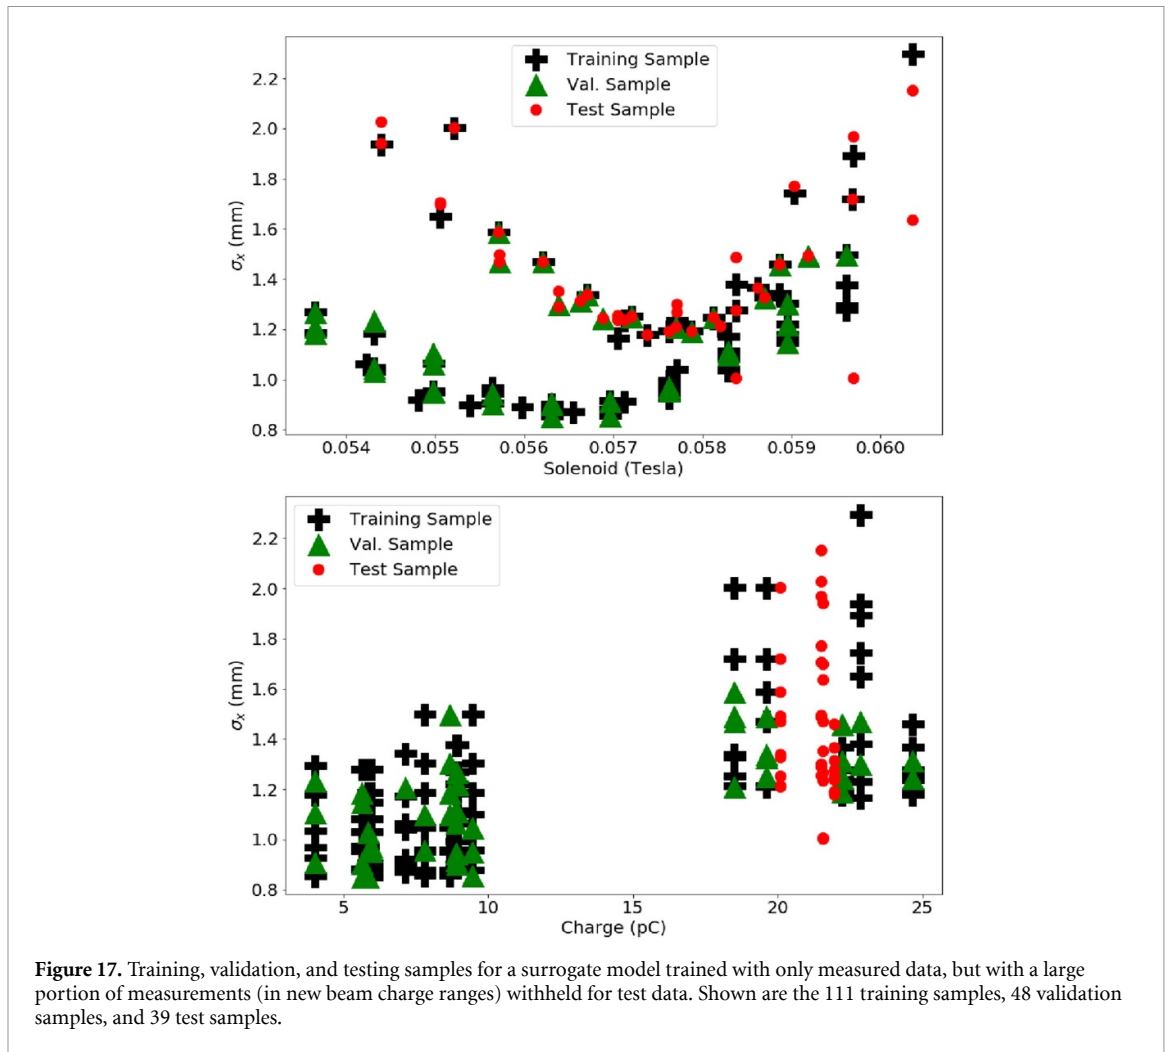 2.2
2.0
1.8
1.6
1.4
1.2
1.0
0.8
σx (mm)
Training Sample
Val. Sample
Test Sample
0.054 0.055 0.056 0.057 0.058 0.059 0.060
Solenoid (Tesla)
2.2
2.0
1.8
1.6
1.4
1.2
1.0
0.8
σx (mm)
Training Sample
Val. Sample
Test Sample
5 10 15 20 25
Charge (pC)
Figure 17. Training, validation, and testing samples for a surrogate model trained with only measured data, but with a large
portion of measurements (in new beam charge ranges) withheld for test data. Shown are the 111 training samples, 48 validation
samples, and 39 test samples.